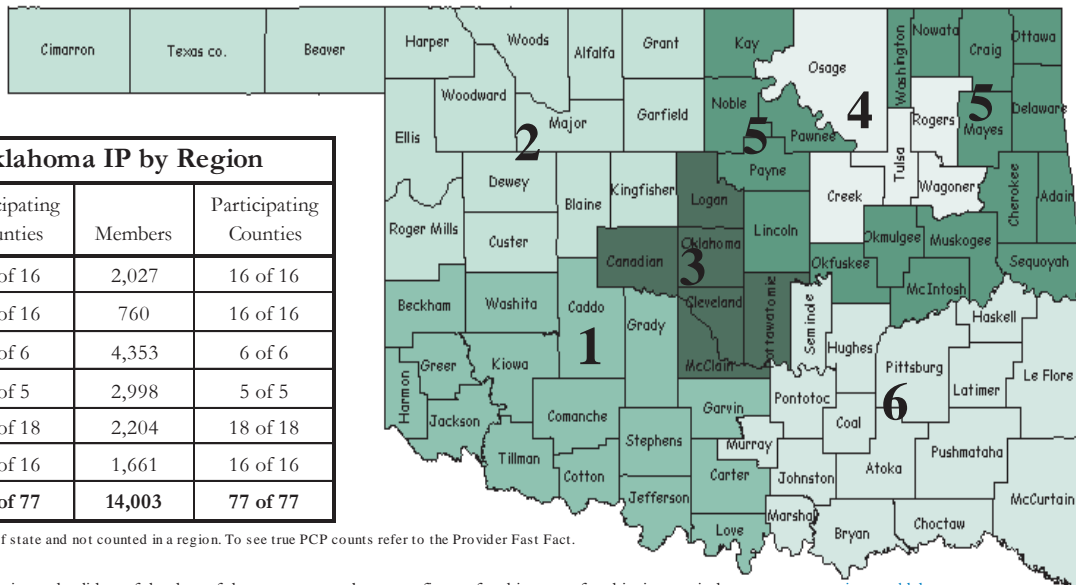 klahoma IP by Region
cipating Counties Members Participating Counties
of 16 2,027 16 of 16
of 16 760 16 of 16
of 6 4,353 6 of 6
of 5 2,998 5 of 5
of 18 2,204 18 of 18
of 16 1,661 16 of 16
of 77 14,003 77 of 77
f state and not counted in a region. To see true PCP counts refer to the Provider Fast Fact.
Cimarron Texas co. Beaver Harper Woods Alfalfa Grant Kay Osage Washington Nowata Craig Ottawa
Ellis Woodward Major Garfield Noble Pawnee Rogers Mayes Delaware
2 5 4 5
Roger Mills Dewey Blaine Kingfisher Logan Payne Creek Tulsa Wagoner Cherokee Adair
Custer Canadian Oklahoma Lincoln Okmulgee Muskogee Sequoyah
3
Beckham Washita Caddo Grady Cleveland Pottawatomie Seminole Okfuskee McIntosh Haskell
1
Harmon Greer Kiowa McClain Hughes Pittsburg Latimer Le Flore
6
Jackson Comanche Garvin Pontotoc Coal
Tillman Cotton Stephens Murray Johnston Atoka Pushmataha
Jefferson Carter Love Marshal Bryan Choctaw McCurtain